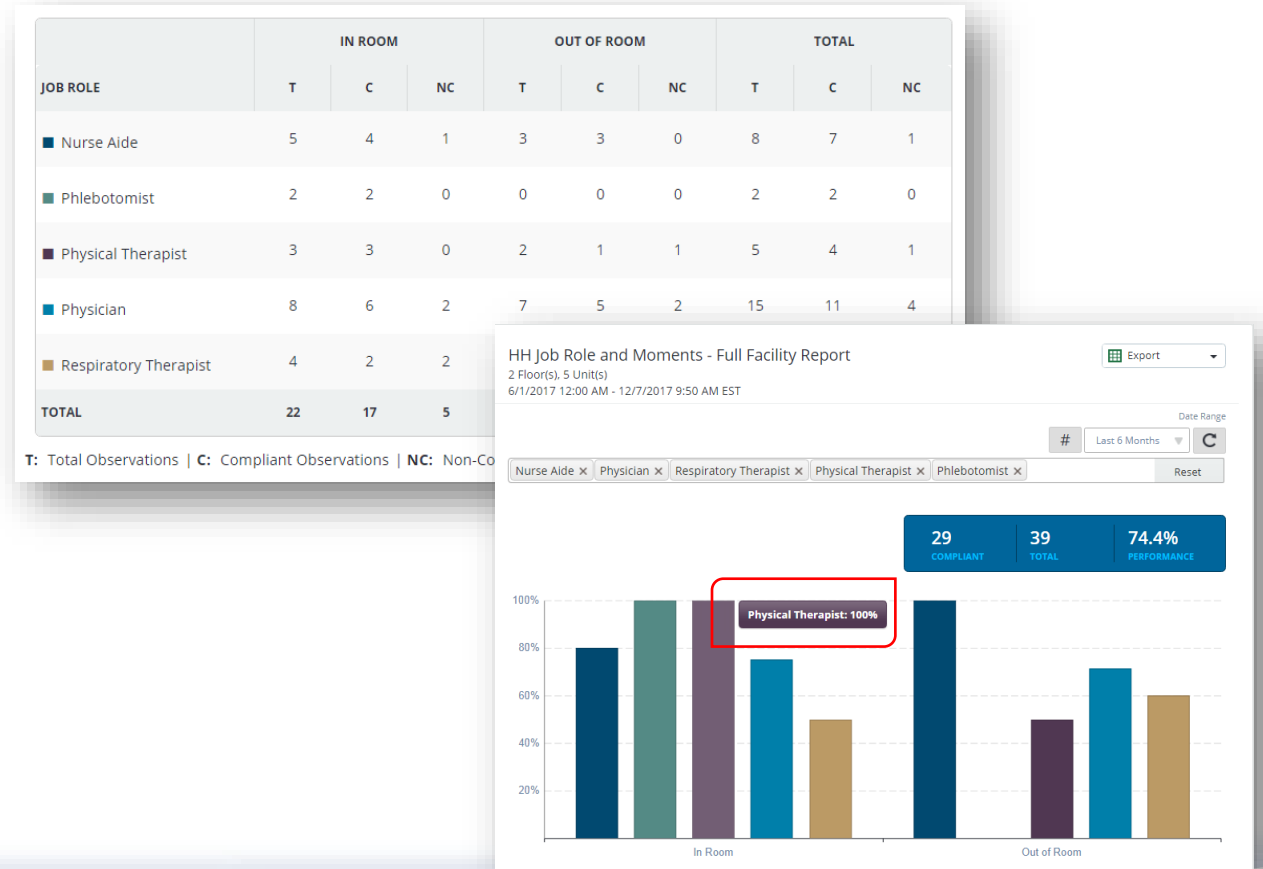 IN ROOM OUT OF ROOM TOTAL
JOB ROLE T C NC T C NC T C NC
Nurse Aide 5 4 1 3 3 0 8 7 1
Phlebotomist 2 2 0 0 0 0 2 2 0
Physical Therapist 3 3 0 2 1 1 5 4 1
Physician 8 6 2 7 5 2 15 11 4
Respiratory Therapist 4 2 2
TOTAL 22 17 5
T: Total Observations | C: Compliant Observations | NC: Non-Co
HH Job Role and Moments - Full Facility Report
Export
2 Floor(s), 5 Unit(s)
6/1/2017 12:00 AM - 12/7/2017 9:50 AM EST
Date Range
# Last 6 Months
Nurse Aide × Physician × Respiratory Therapist × Physical Therapist × Phlebotomist × Reset
29 39 74.4%
COMPLIANT TOTAL PERFORMANCE
100%
Physical Therapist: 100%
80%
60%
40%
20%
In Room Out of Room